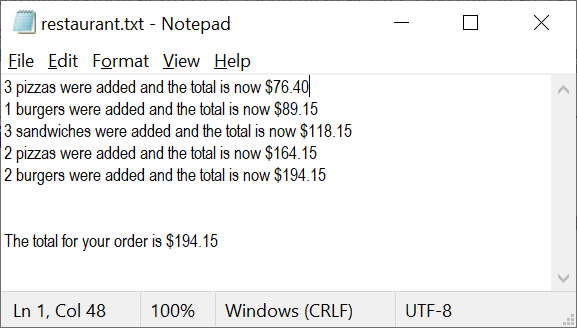 restaurant.txt - Notepad
File Edit Format View Help
3 pizzas were added and the total is now $76.40
1 burgers were added and the total is now $89.15
3 sandwiches were added and the total is now $118.15
2 pizzas were added and the total is now $164.15
2 burgers were added and the total is now $194.15
The total for your order is $194.15
Ln 1, Col 48 100% Windows (CRLF) UTF-8